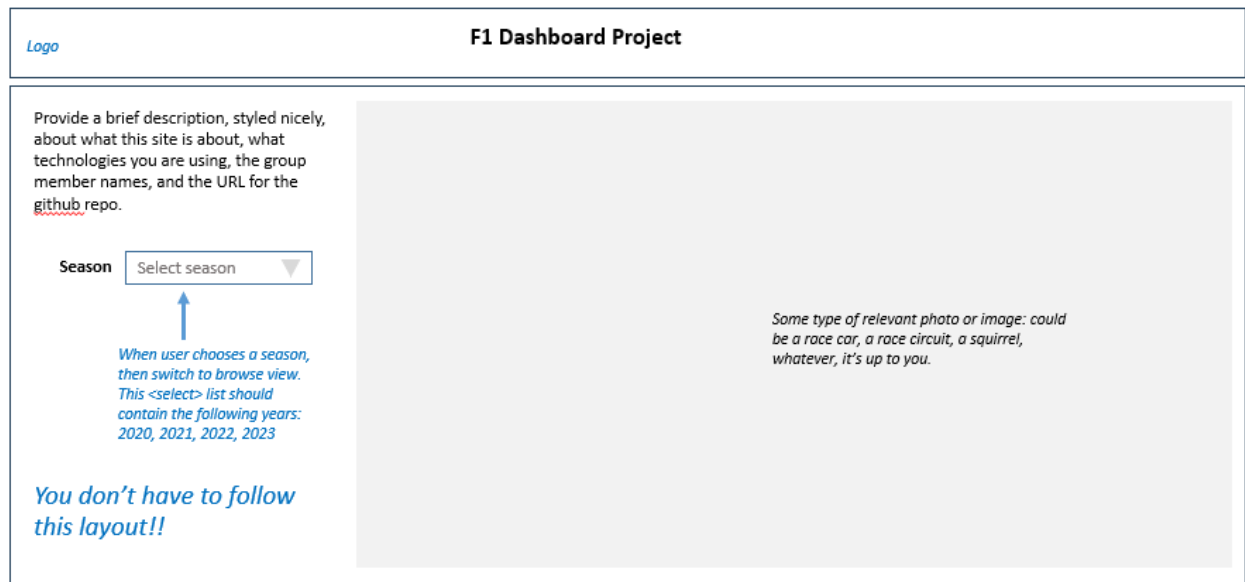 Logo
F1 Dashboard Project
Provide a brief description, styled nicely,
about what this site is about, what
technologies you are using, the group
member names, and the URL for the
github repo.
Season
Select season
When user chooses a season,
then switch to browse view.
This <select> list should
contain the following years:
2020, 2021, 2022, 2023
You don't have to follow
this layout!!
Some type of relevant photo or image: could
be a race car, a race circuit, a squirrel,
whatever, it's up to you.